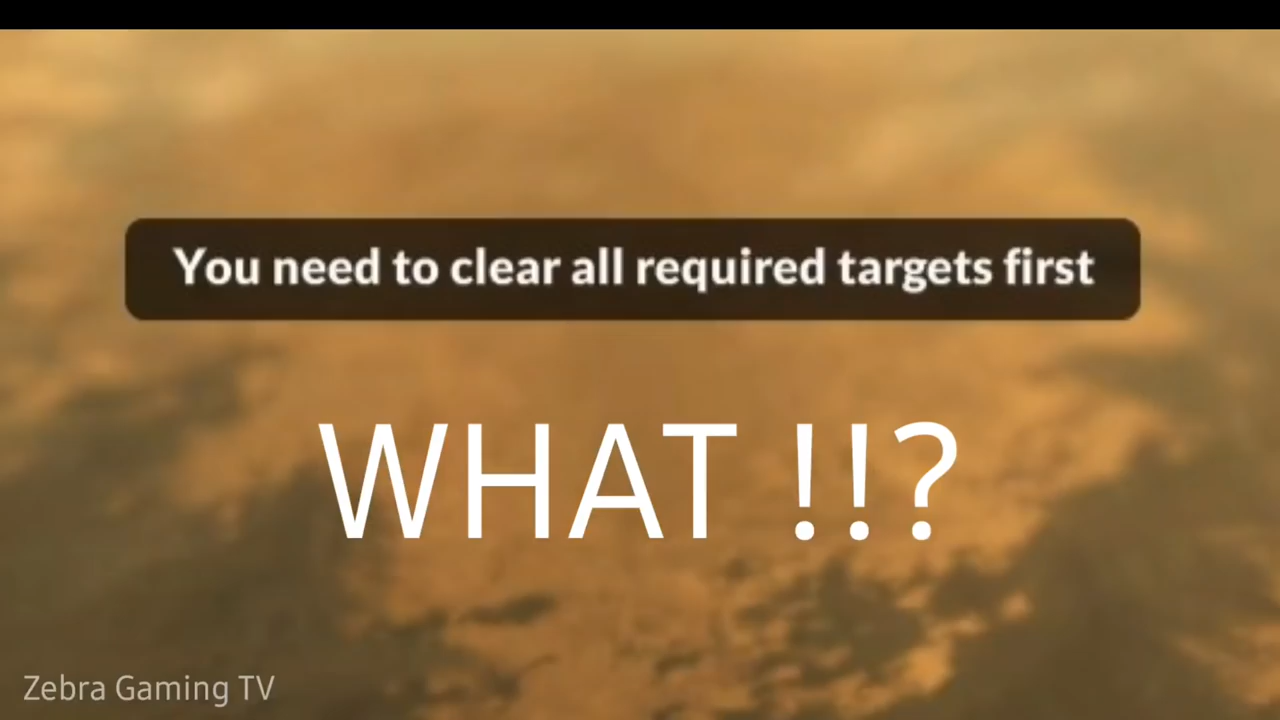 You need to clear all required targets first
WHAT !!?
Zebra Gaming TV